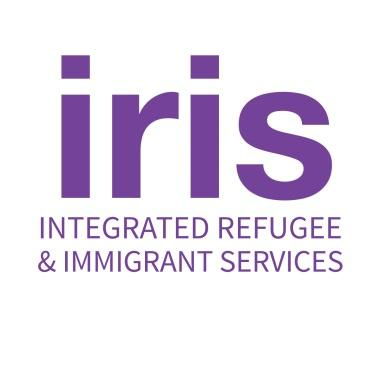 iris
INTEGRATED REFUGEE
& IMMIGRANT SERVICES